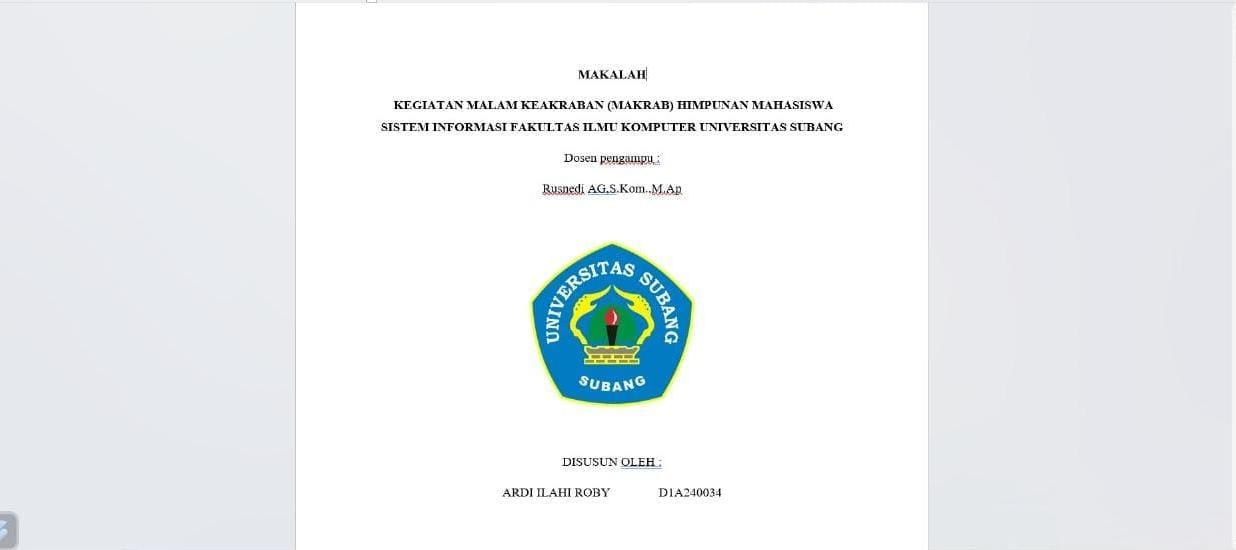 MAKALAH
KEGIATAN MALAM KEAKRABAN (MAKRAB) HIMPUNAN MAHASISWA
SISTEM INFORMASI FAKULTAS ILMU KOMPUTER UNIVERSITAS SUBANG
Dosen pengampu :
Rusnedi AG,S.Kom.,M.Ap
UNIVERSITAS SUBANG
SUBANG
DISUSUN OLEH :
ARDI ILAHI ROBY D1A240034